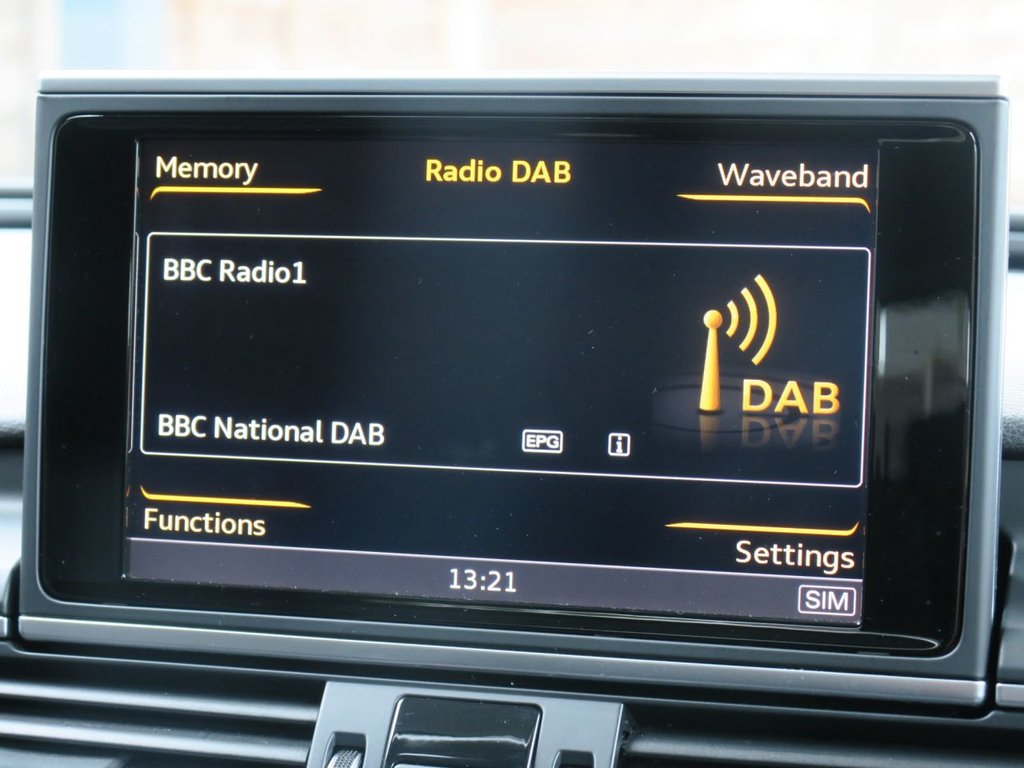 Memory
Radio DAB
Waveband
BBC Radio1
DAB
BBC National DAB
EPG
i
Functions
Settings
13:21
SIM